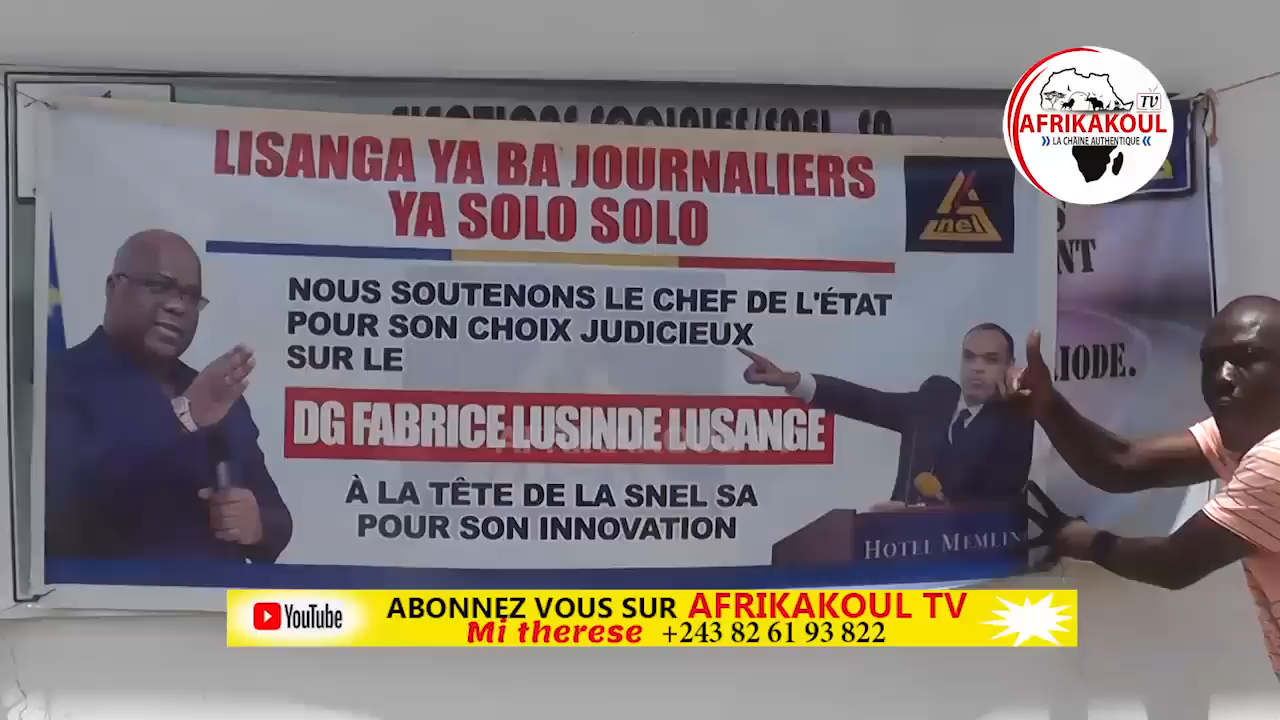 AFRIKAKOUL TV
LA CHAINE AUTHENTIQUE
LISANGA YA BA JOURNALIERS
YA SOLO SOLO
snel
NOUS SOUTENONS LE CHEF DE L'ÉTAT
POUR SON CHOIX JUDICIEUX
SUR LE
DG FABRICE LUSINDE LUSANGE
À LA TÊTE DE LA SNEL SA
POUR SON INNOVATION
HOTEL MEMLIN
NT
IODE.
YouTube
ABONNEZ VOUS SUR AFRIKAKOUL TV
Mi therese +243 82 61 93 822